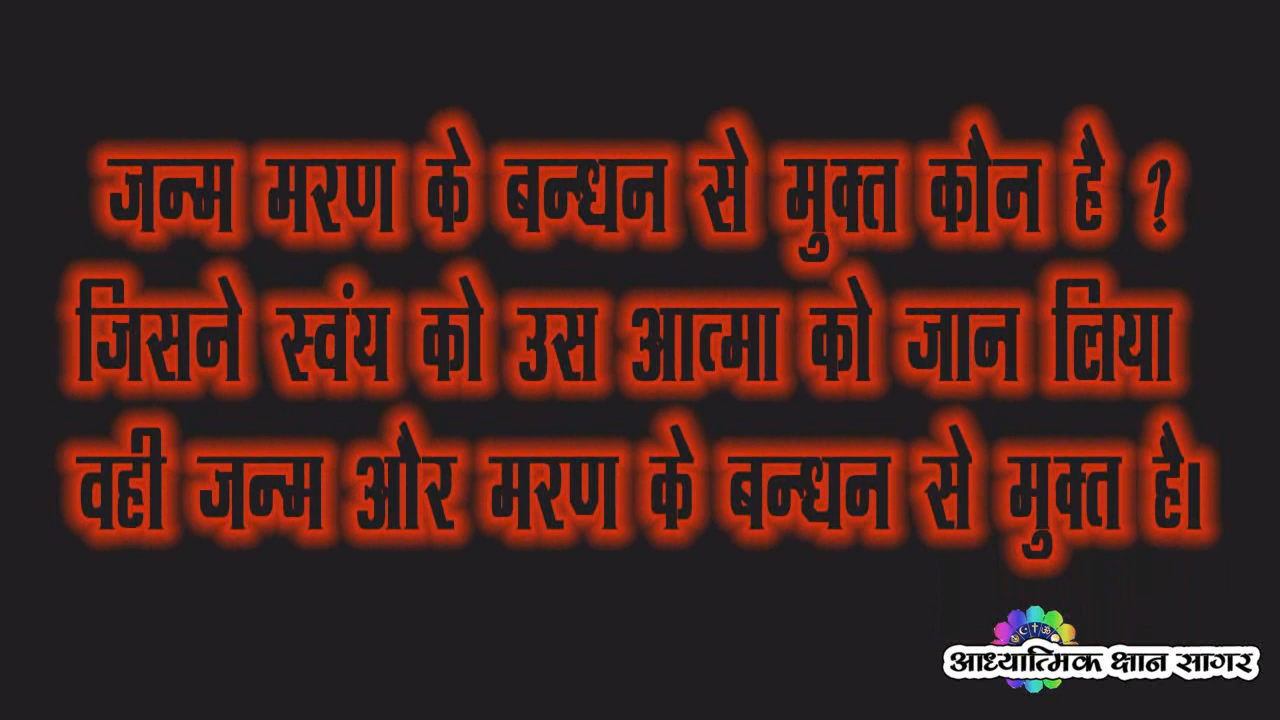 जन्म मरण के बन्धन से मुक्त कौन है ?
जिसने स्वंय को उस आत्मा को जान लिया
वही जन्म और मरण के बन्धन से मुक्त है।
आध्यात्मिक क्षान सागर